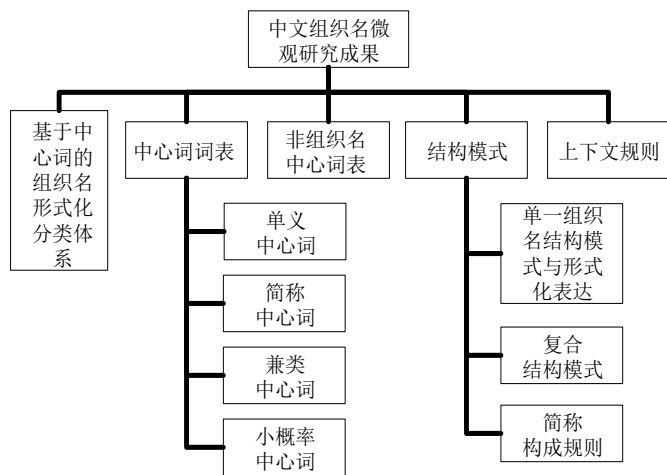 中文组织名微
观研究成果
基于中
心词的
组织名
形式化
分类体
系
中心词词表
非组织名
中心词表
结构模式
上下文规则
单义
中心词
简称
中心词
兼类
中心词
小概率
中心词
单一组织
名结构模
式与形式
化表达
复合
结构模式
简称
构成规则